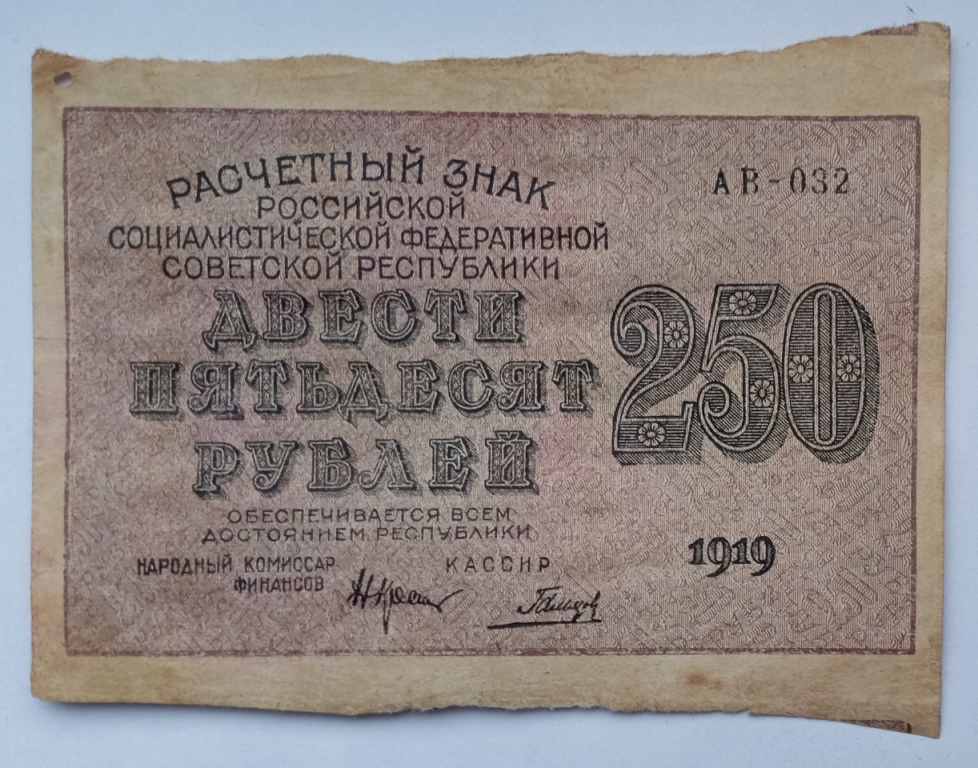 РАСЧЕТНЫЙ ЗНАК
РОССИЙСКОЙ
СОЦИАЛИСТИЧЕСКОЙ ФЕДЕРАТИВНОЙ
СОВЕТСКОЙ РЕСПУБЛИКИ
АВ-032
ДВЕСТИ
ПЯТЬДЕСЯТ
РУБЛЕЙ
250
ОБЕСПЕЧИВАЕТСЯ ВСЕМ
ДОСТОЯНИЕМ РЕСПУБЛИКИ
НАРОДНЫЙ КОМИССАР
ФИНАНСОВ
КАССИР
1919